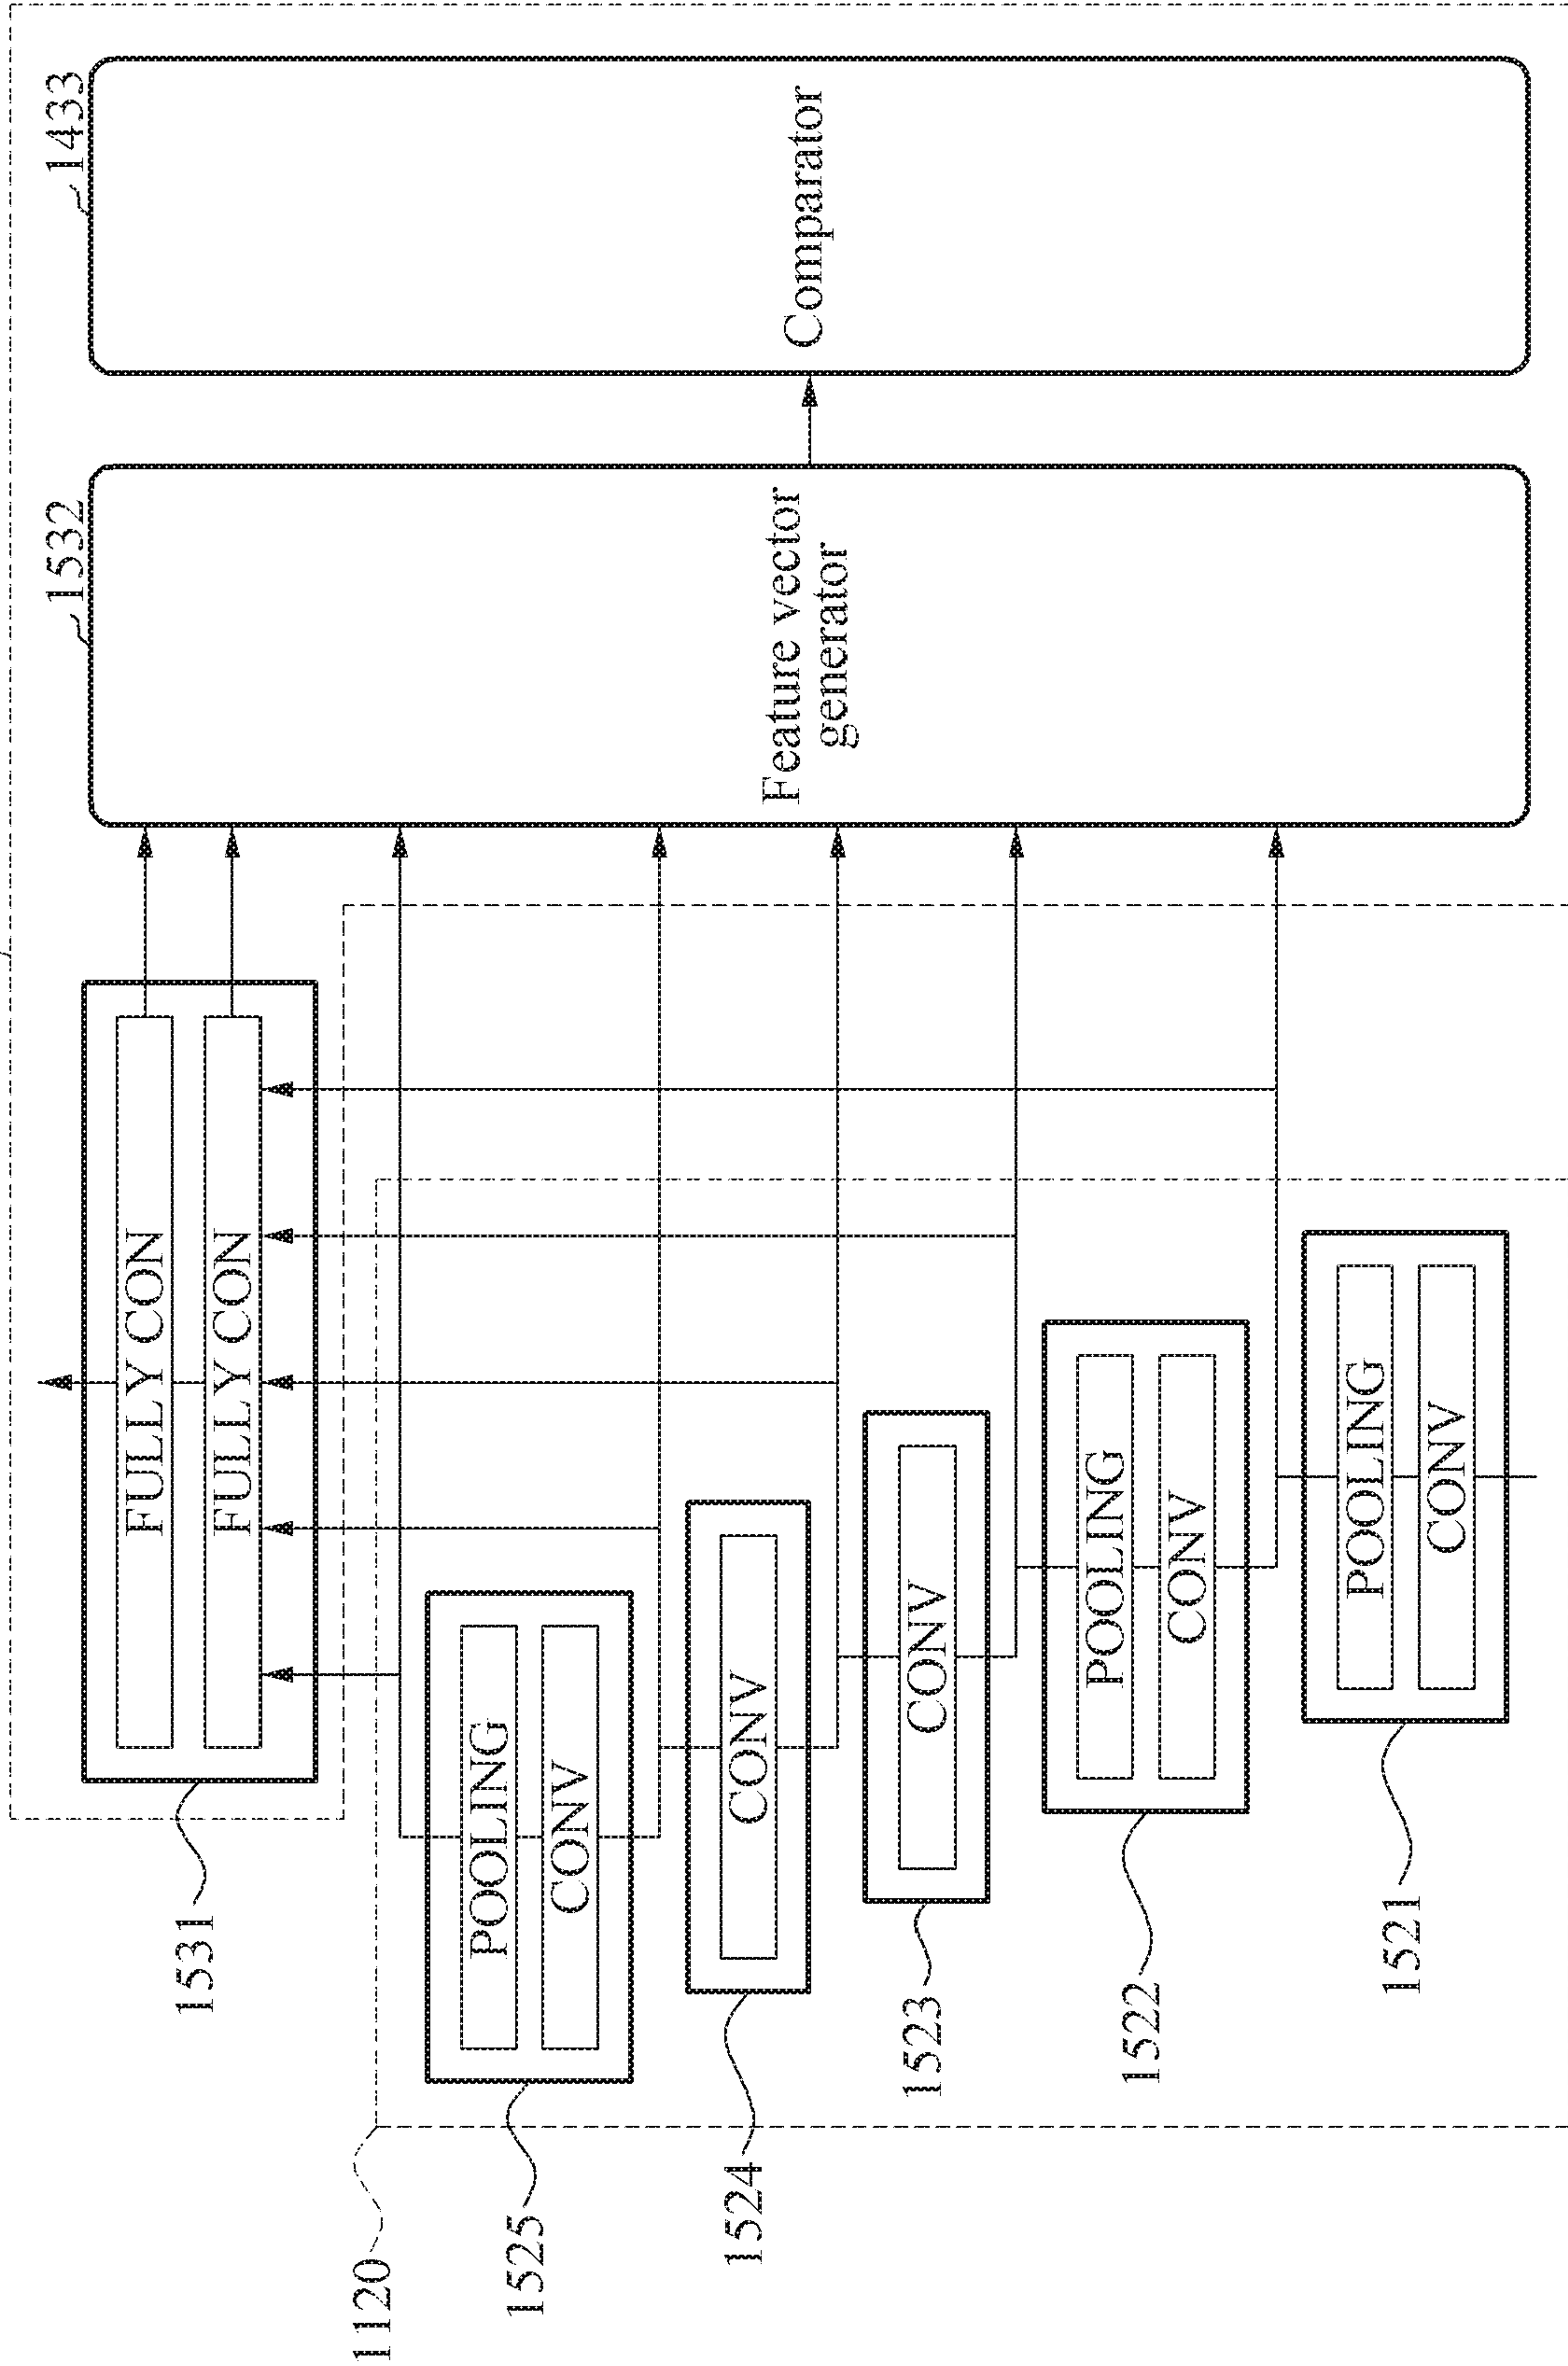 1433
Comparator
1532
Feature vector
generator
FULLY CON
FULLY CON
1531
1120
POOLING
CONV
1525
CONV
1524
CONV
1523
POOLING
CONV
1522
POOLING
CONV
1521